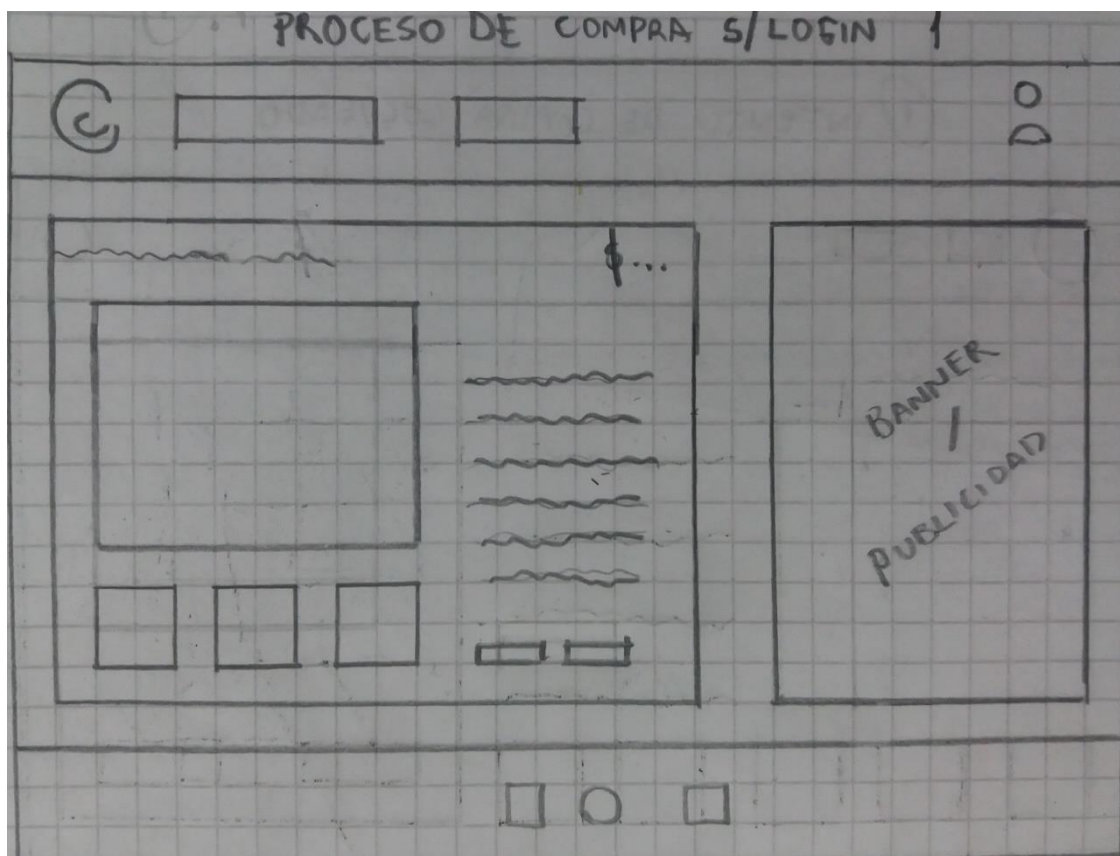 PROCESO DE COMPRA S/LOGIN 1
$...
BANNER
/
PUBLICIDAD